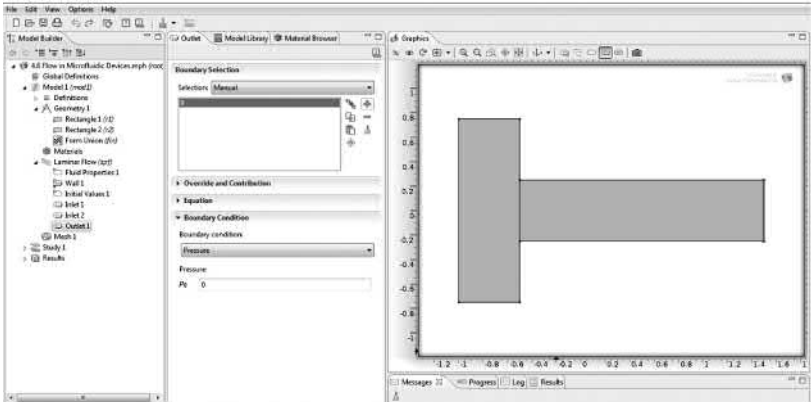 File Edit View Options Help
Model Builder
4.8 Flow in Microfluidic Devices.mph (root)
Global Definitions
Model 1 (mod1)
Definitions
Geometry 1
Rectangle 1 (r1)
Rectangle 2 (r2)
Form Union (fin)
Materials
Laminar Flow (spf)
Fluid Properties 1
Wall 1
Initial Values 1
Inlet 1
Inlet 2
Outlet 1
Mesh 1
Study 1
Results
Outlet Model Library Material Browser
Boundary Selection
Selection: Manual
Override and Contribution
Equation
Boundary Condition
Boundary condition:
Pressure
Pressure
P₀ 0
Graphics
1
0.8
0.6
0.4
0.2
0
-0.2
-0.4
-0.6
-0.8
-1
-1.2 -1 -0.8 -0.6 -0.4 -0.2 0 0.2 0.4 0.6 0.8 1 1.2 1.4 1.6 1
Messages Progress Log Results